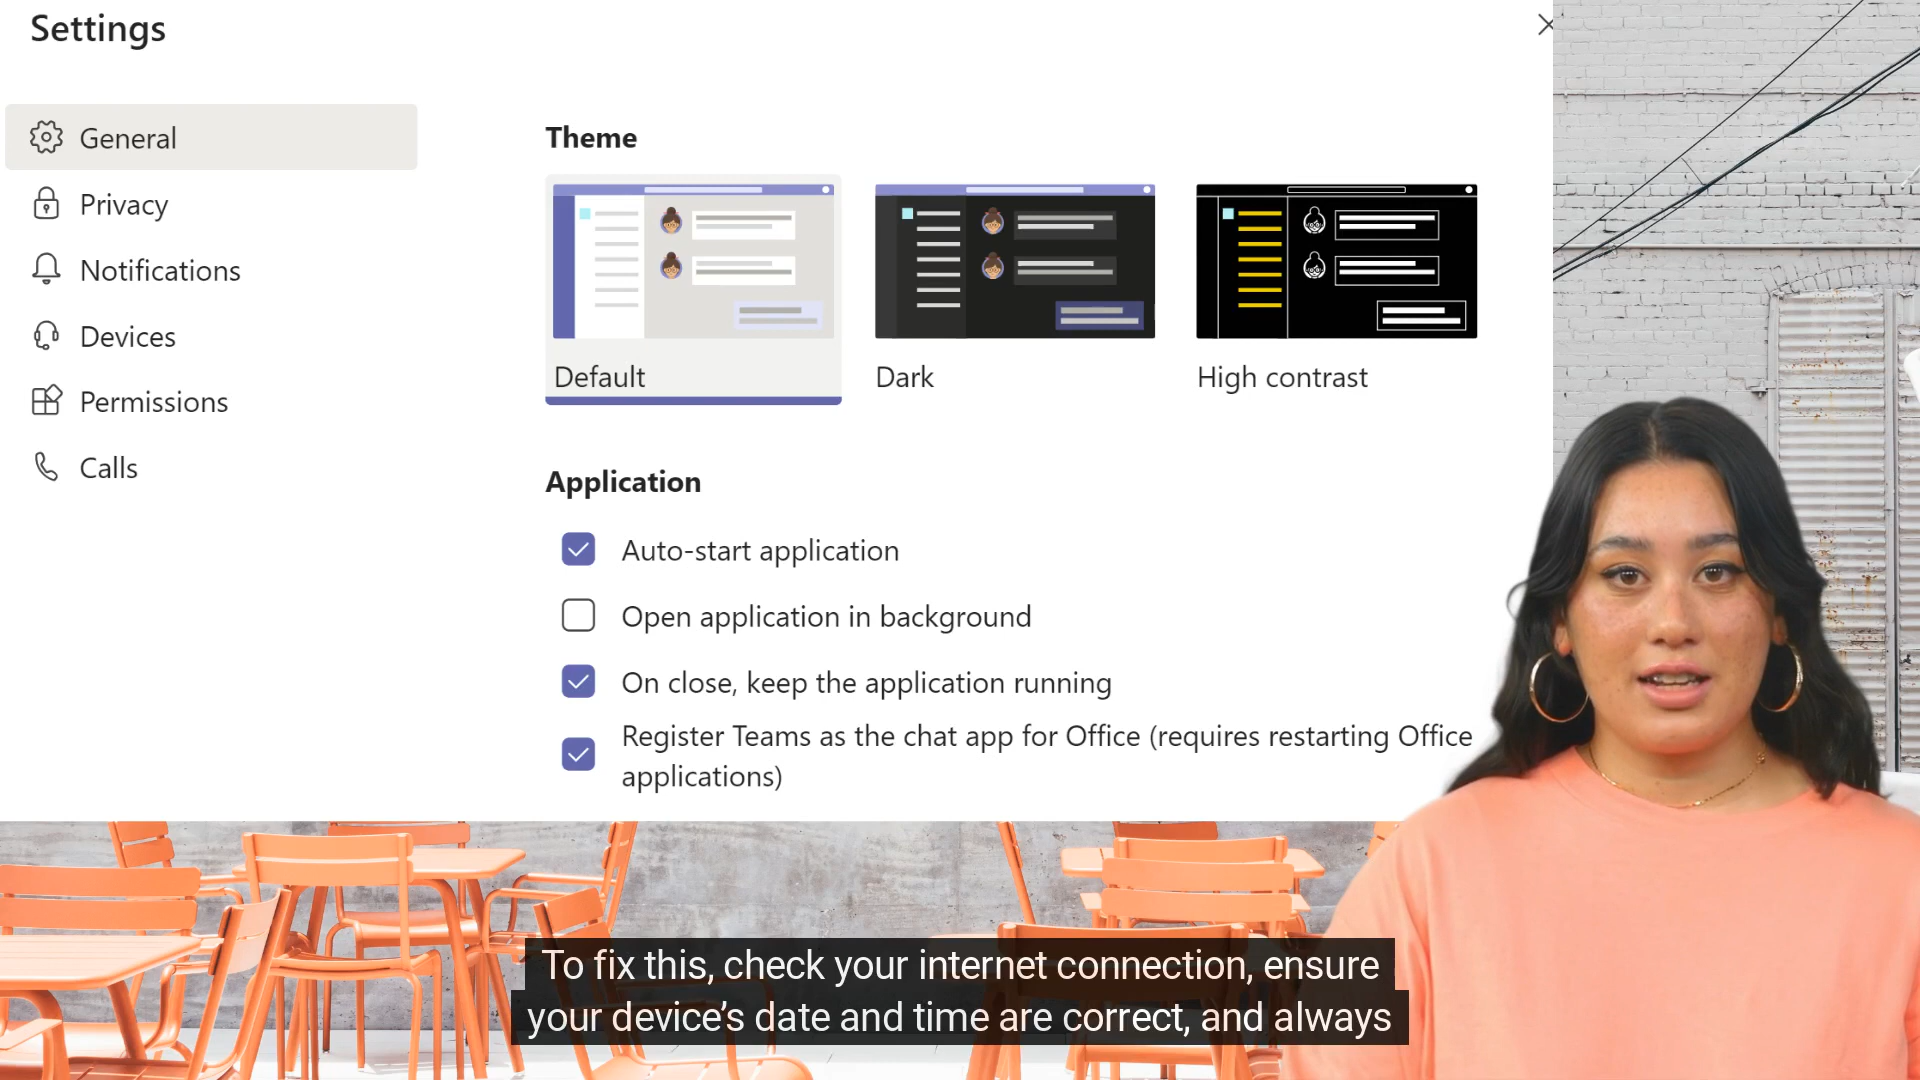 Settings
General
Privacy
Notifications
Devices
Permissions
Calls
Theme
Default
Dark
High contrast
Application
Auto-start application
Open application in background
On close, keep the application running
Register Teams as the chat app for Office (requires restarting Office
applications)
To fix this, check your internet connection, ensure
your device’s date and time are correct, and always